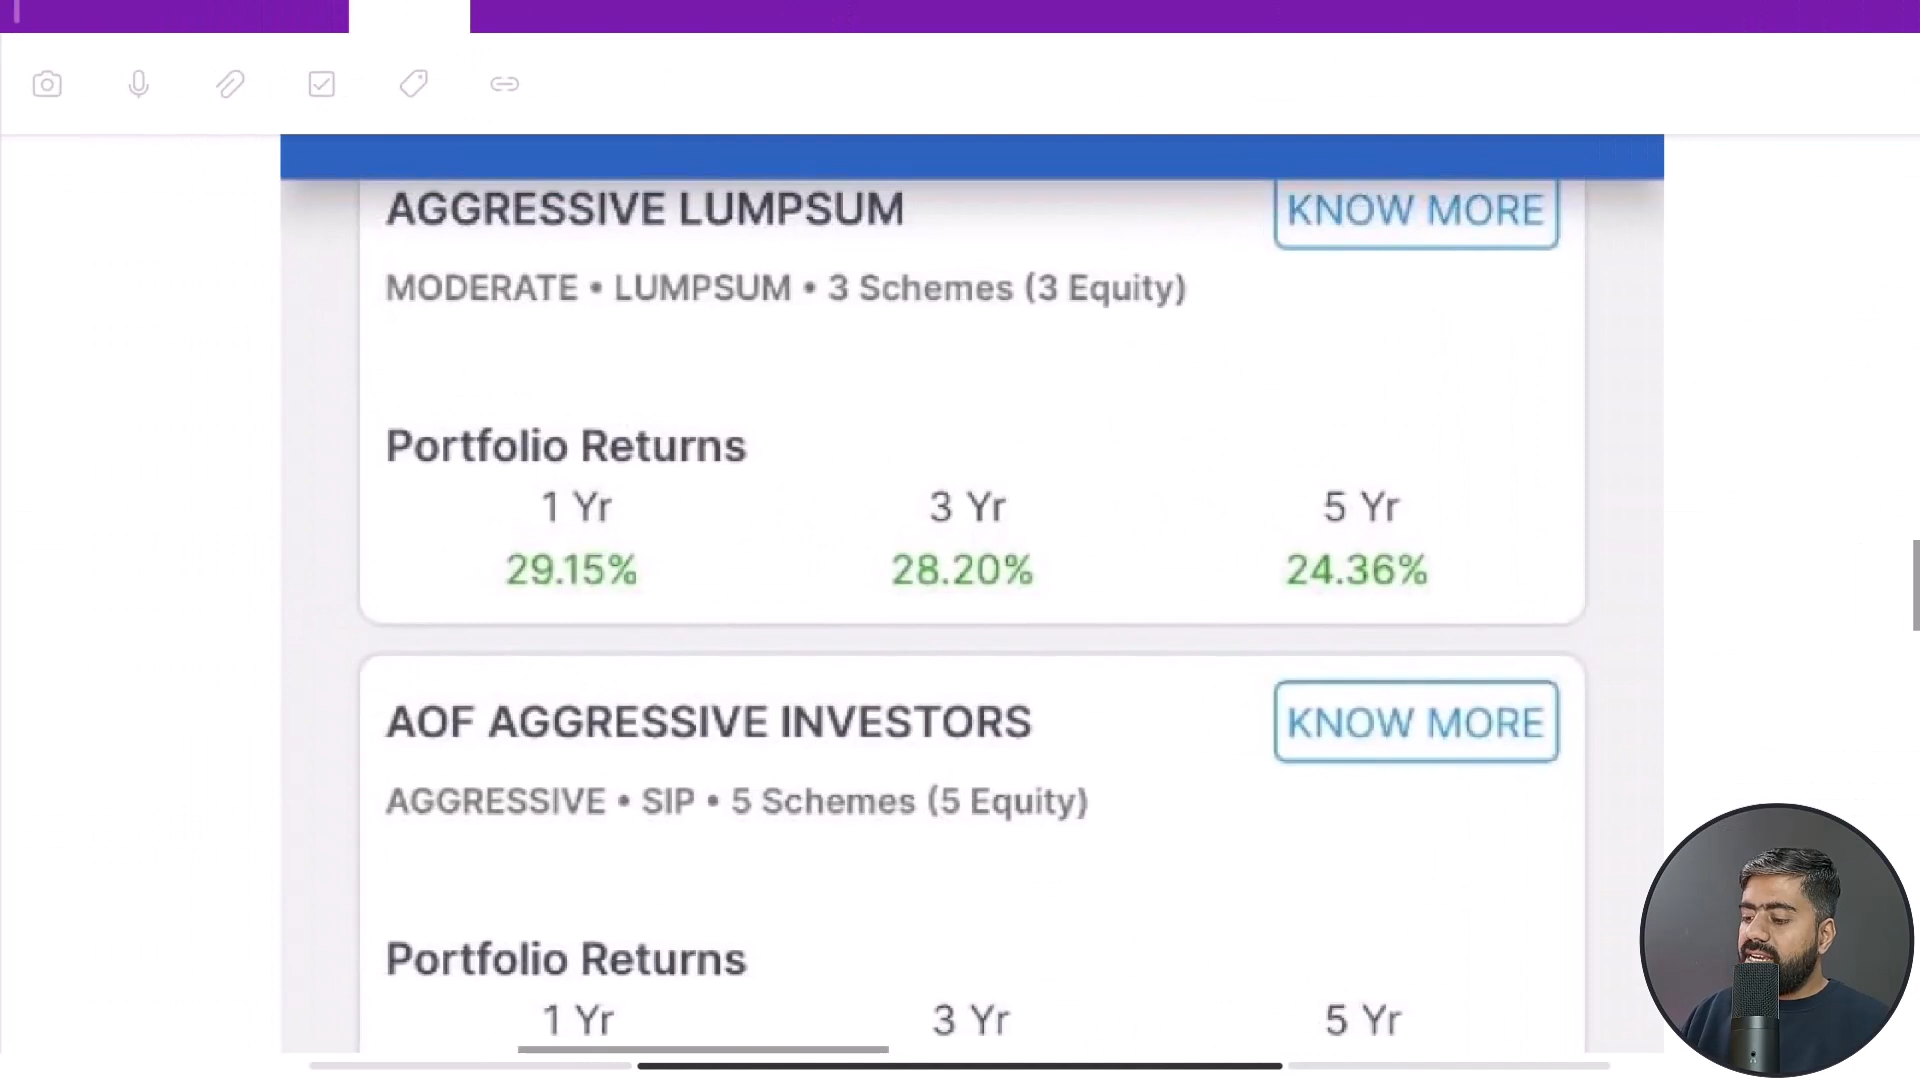 AGGRESSIVE LUMPSUM
KNOW MORE
MODERATE • LUMPSUM • 3 Schemes (3 Equity)
Portfolio Returns
1 Yr 3 Yr 5 Yr
29.15% 28.20% 24.36%
AOF AGGRESSIVE INVESTORS
KNOW MORE
AGGRESSIVE • SIP • 5 Schemes (5 Equity)
Portfolio Returns
1 Yr 3 Yr 5 Yr